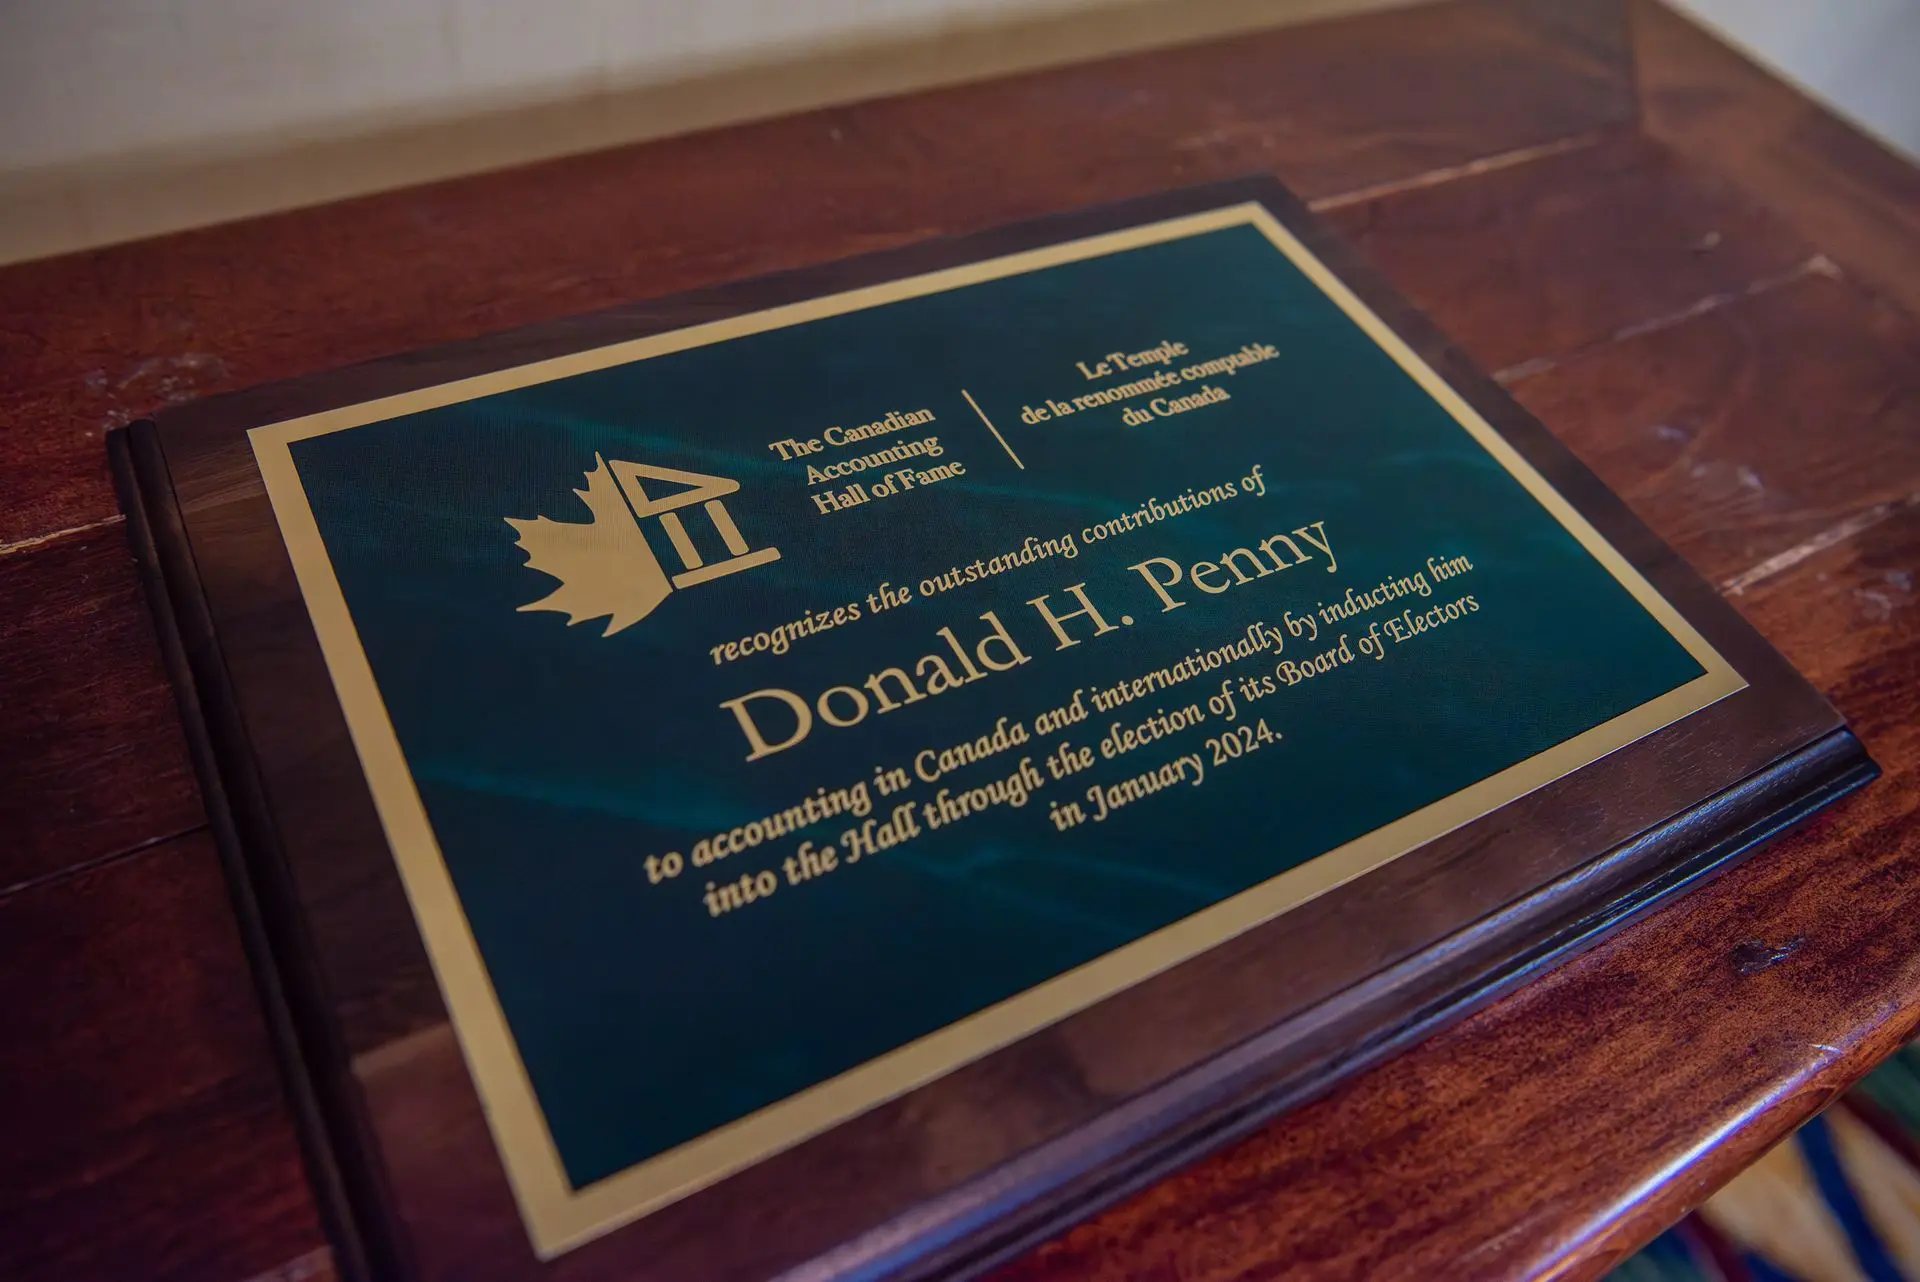 The Canadian
Accounting
Hall of Fame
Le Temple
de la renommée comptable
du Canada
recognizes the outstanding contributions of
Donald H. Penny
to accounting in Canada and internationally by inducting him
into the Hall through the election of its Board of Electors
in January 2024.